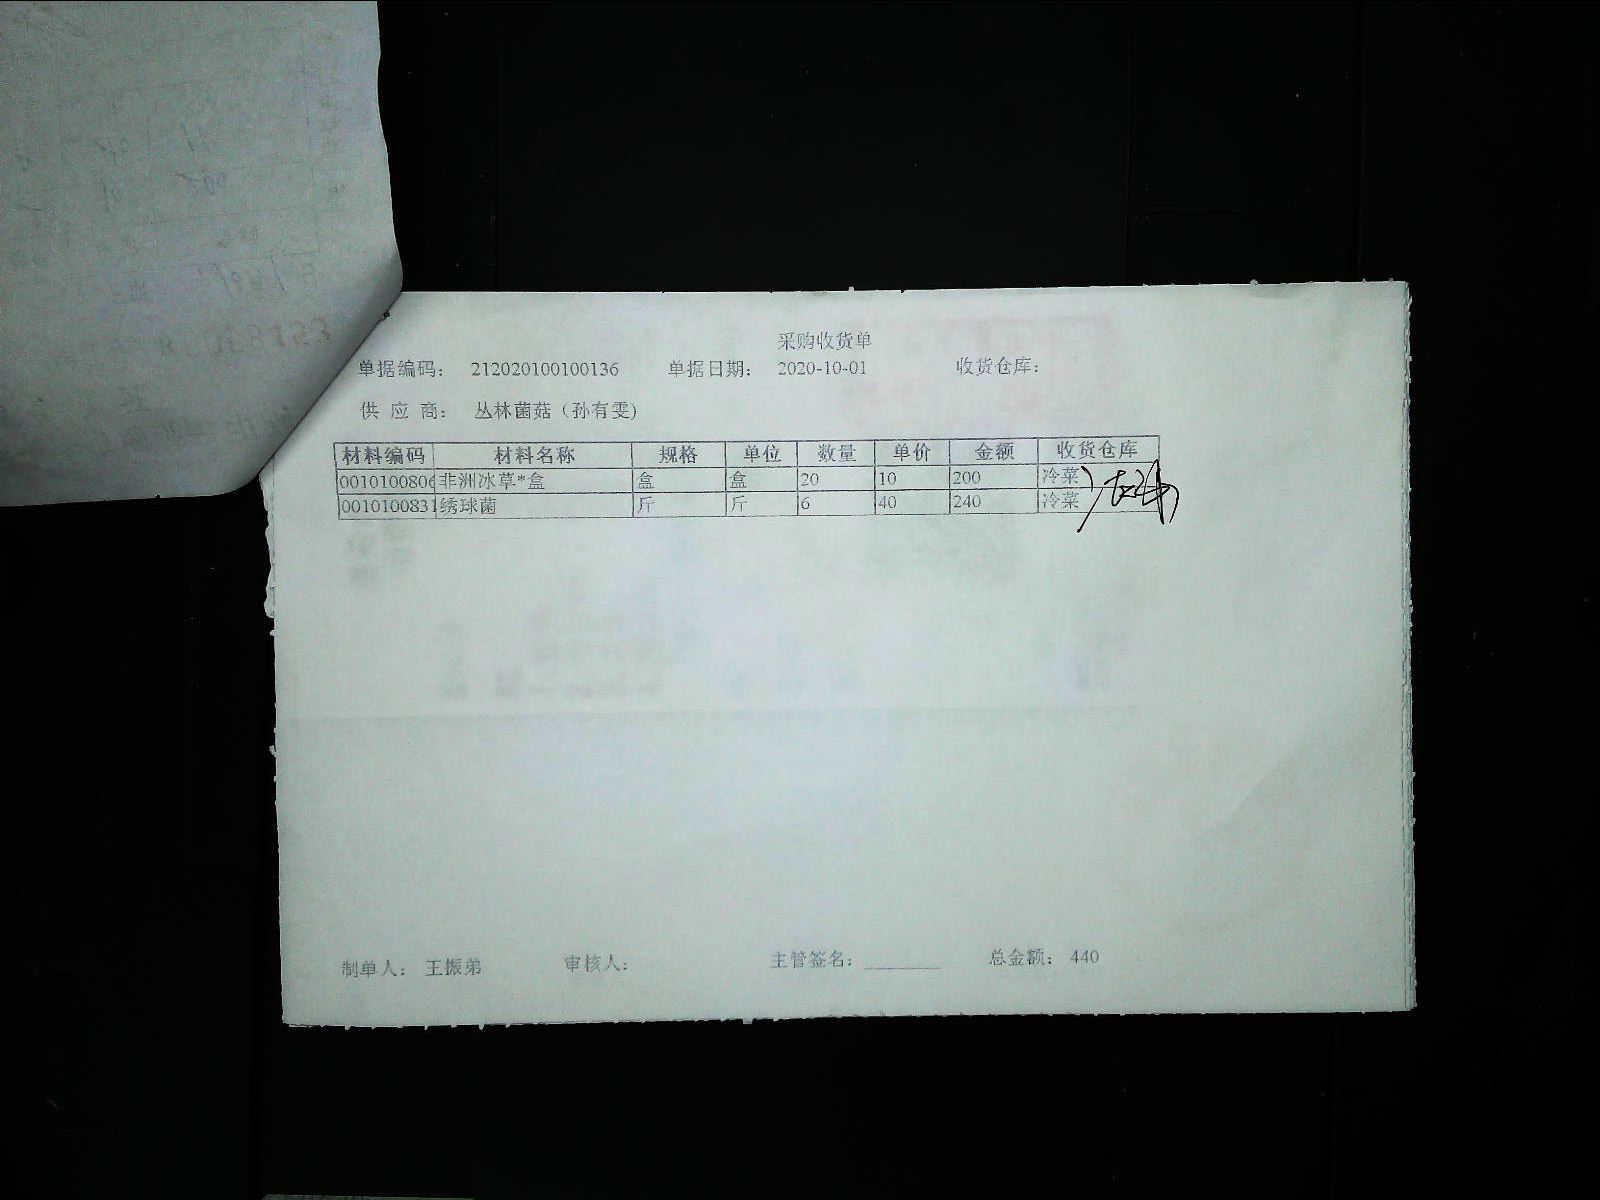 采购收货单
单据编码： 212020100100136 单据日期： 2020-10-01 收货仓库：
供 应 商： 丛林菌菇（孙有雯）
材料编码 材料名称 规格 单位 数量 单价 金额 收货仓库
0010100806 非洲冰草*盒 盒 盒 20 10 200 冷菜
0010100831 绣球菌 斤 斤 6 40 240 冷菜
制单人： 王振弟 审核人： 主管签名： ________ 总金额： 440